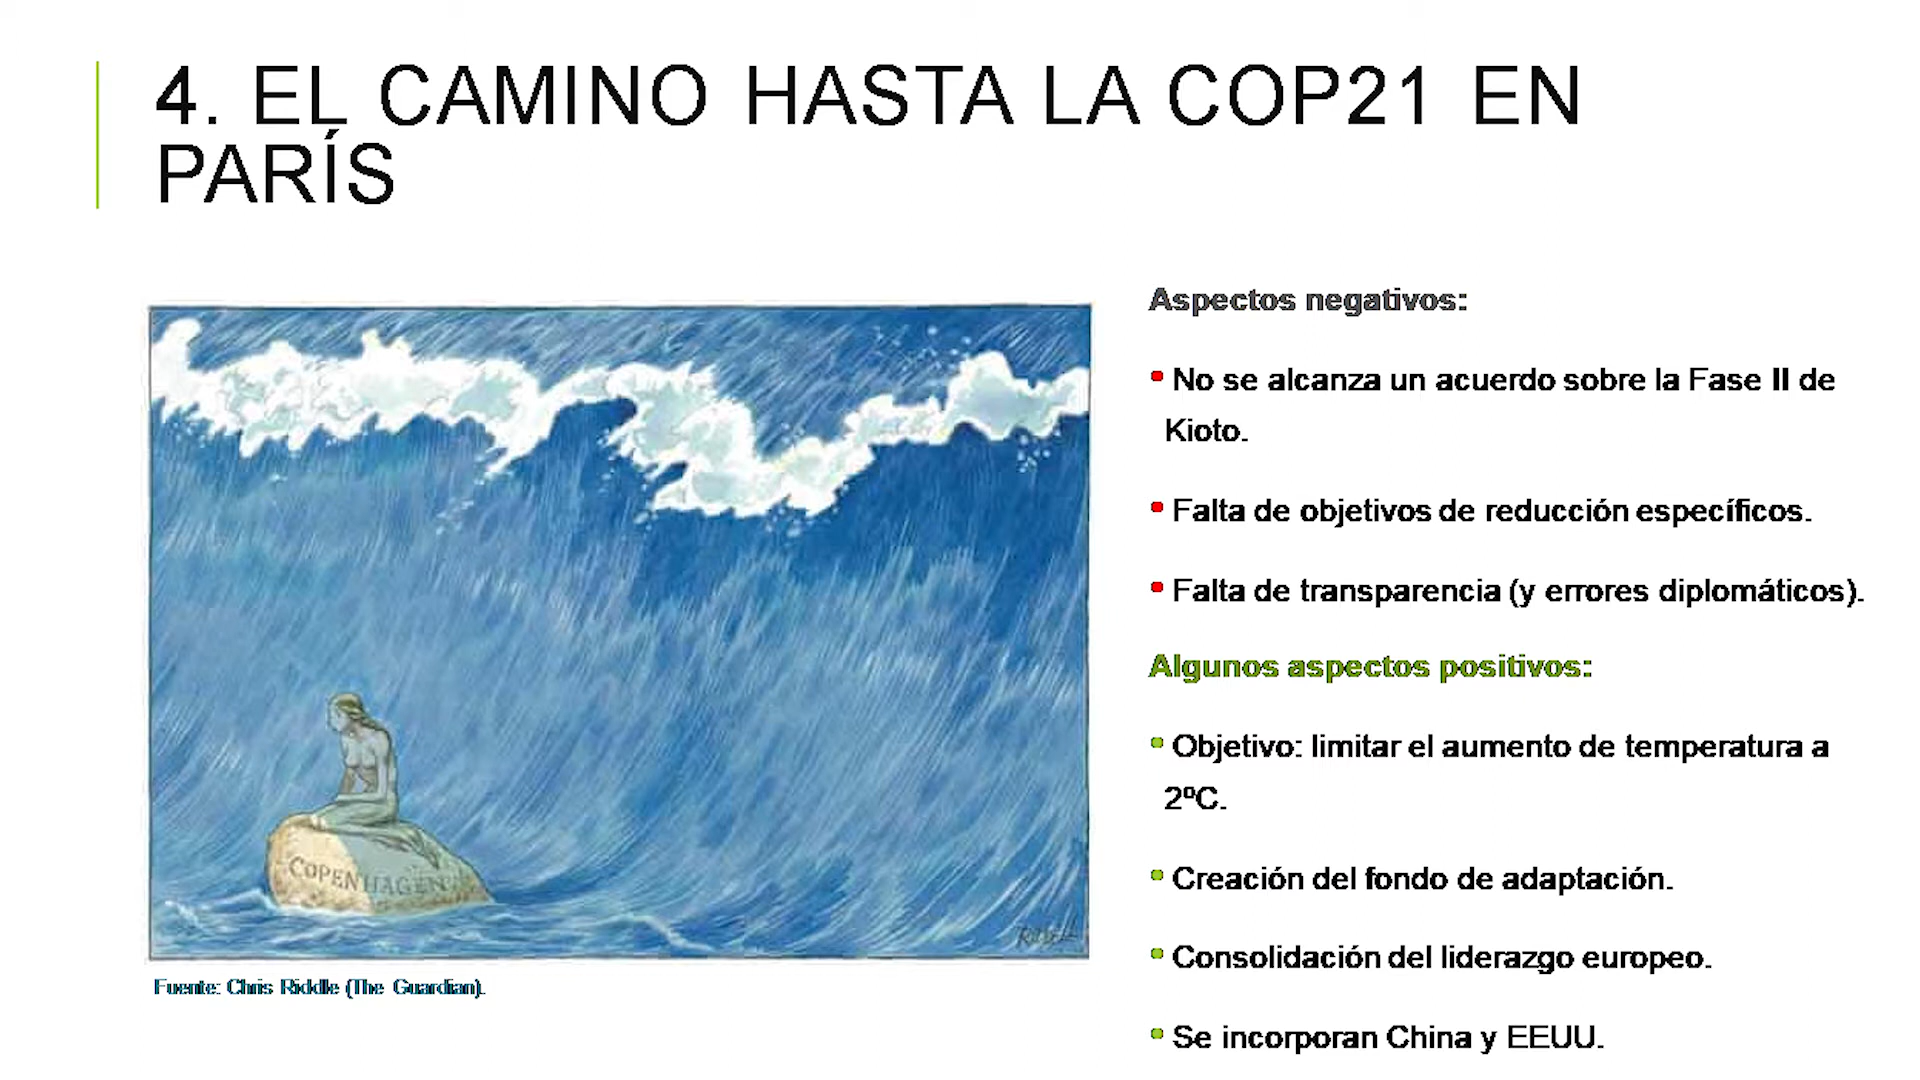 4. EL CAMINO HASTA LA COP21 EN
PARÍS
Aspectos negativos:
• No se alcanza un acuerdo sobre la Fase II de
Kioto.
• Falta de objetivos de reducción específicos.
• Falta de transparencia (y errores diplomáticos).
Algunos aspectos positivos:
• Objetivo: limitar el aumento de temperatura a
2ºC.
• Creación del fondo de adaptación.
• Consolidación del liderazgo europeo.
• Se incorporan China y EEUU.
COPENHAGEN
Fuente: Chris Riddle (The Guardian).